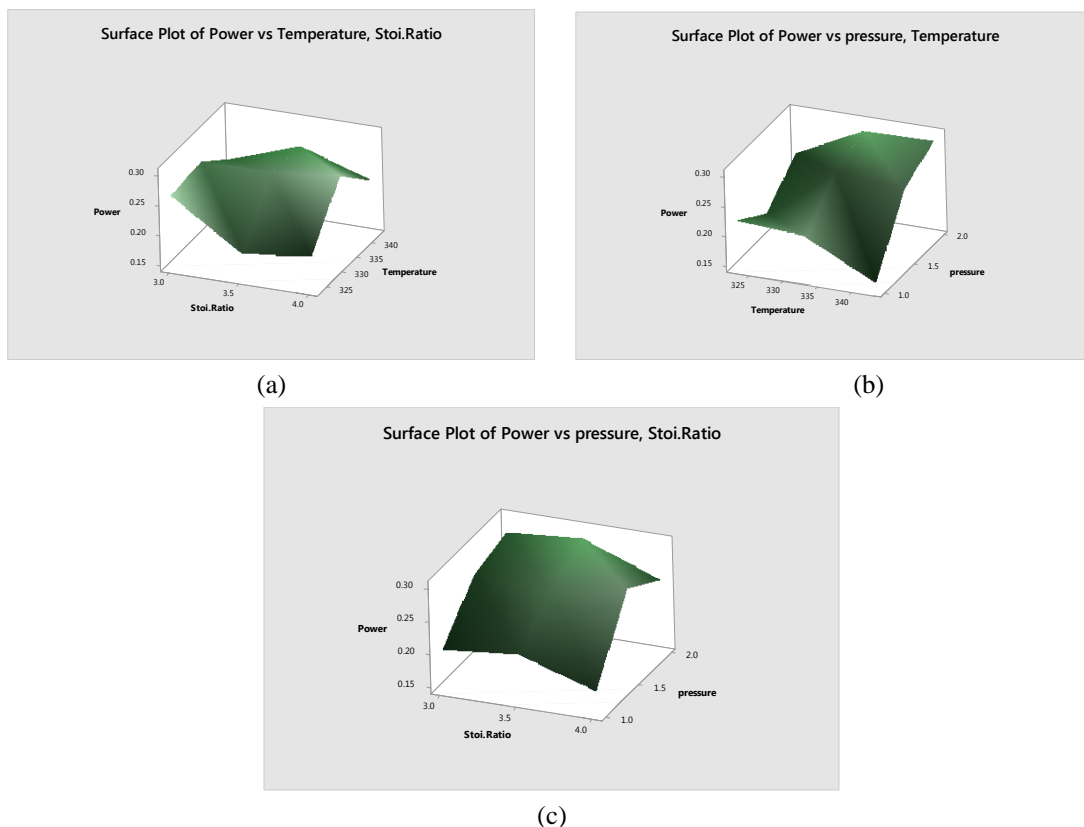 Surface Plot of Power vs Temperature, Stoi.Ratio
0.30
0.25
Power
0.20
0.15
3.0
3.5
4.0
Stoi.Ratio
325
330
335
340
Temperature
(a)
Surface Plot of Power vs pressure, Temperature
0.30
0.25
Power
0.20
0.15
325
330
335
340
Temperature
1.0
1.5
2.0
pressure
(b)
Surface Plot of Power vs pressure, Stoi.Ratio
0.30
0.25
Power
0.20
0.15
3.0
3.5
4.0
Stoi.Ratio
1.0
1.5
2.0
pressure
(c)